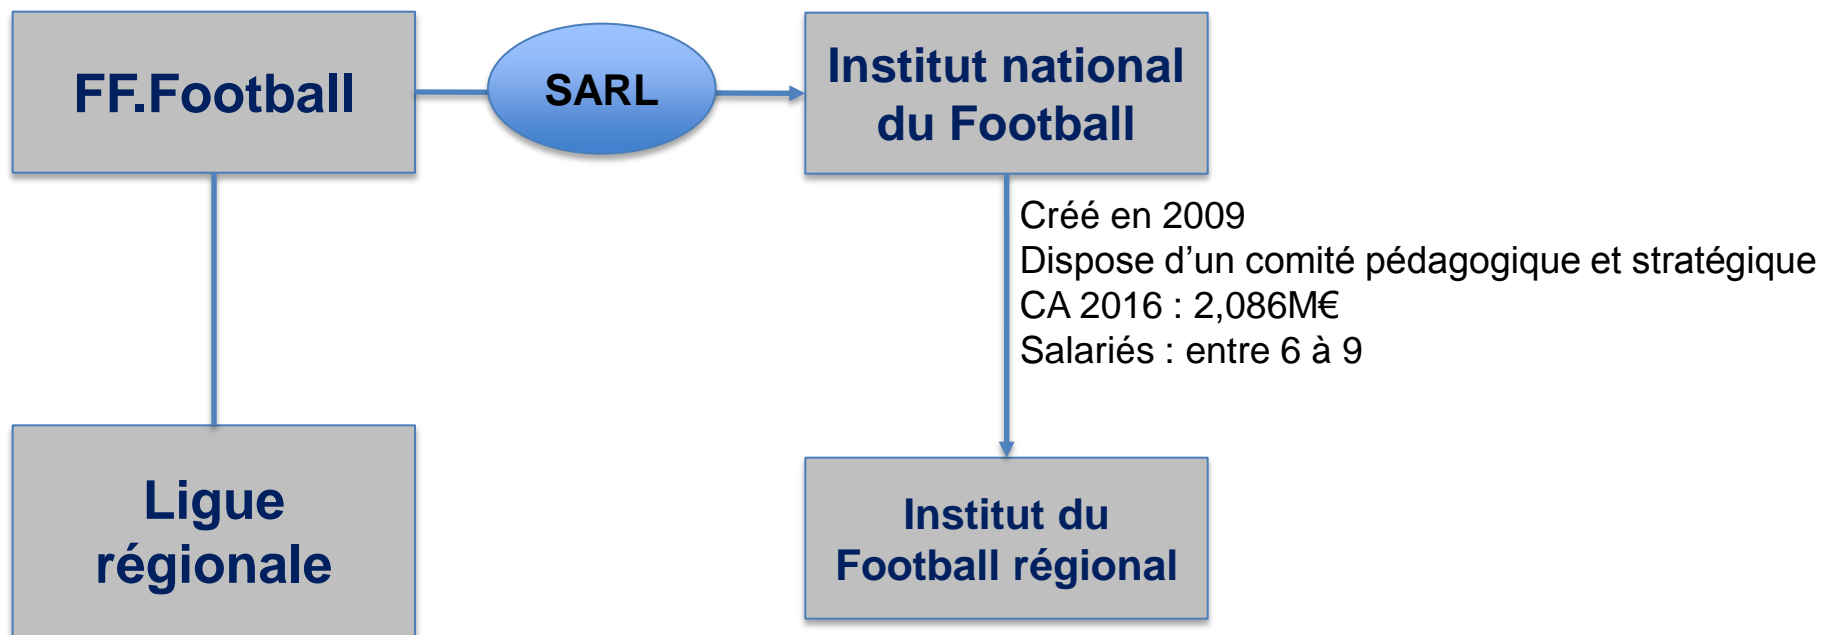 FF.Football
SARL
Institut national
du Football
Créé en 2009
Dispose d’un comité pédagogique et stratégique
CA 2016 : 2,086M€
Salariés : entre 6 à 9
Ligue
régionale
Institut du
Football régional